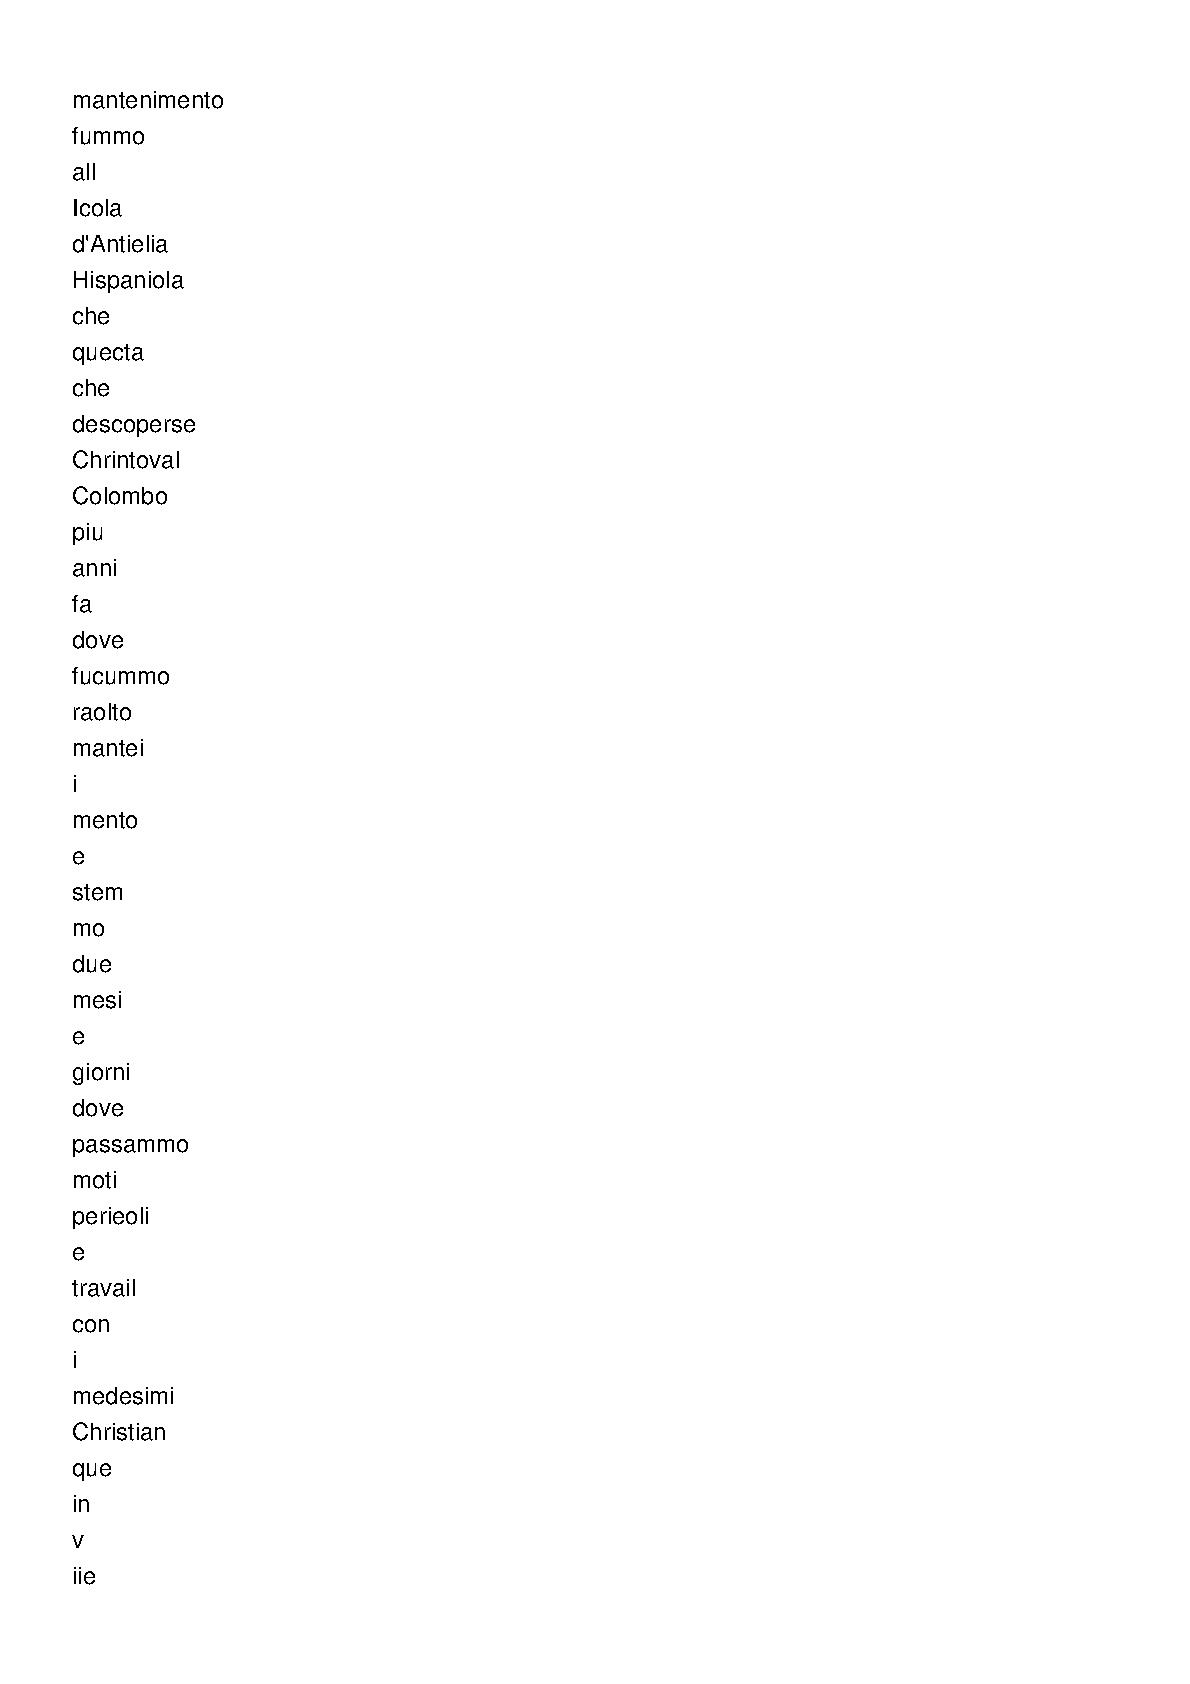 mantenimento
fummo
all
Icola
d'Antielia
Hispaniola
che
quecta
che
descoperse
Chrintoval
Colombo
piu
anni
fa
dove
fucummo
raolto
mantei
i
mento
e
stem
mo
due
mesi
e
giorni
dove
passammo
moti
perieoli
e
travail
con
i
medesimi
Christian
que
in
v
iie